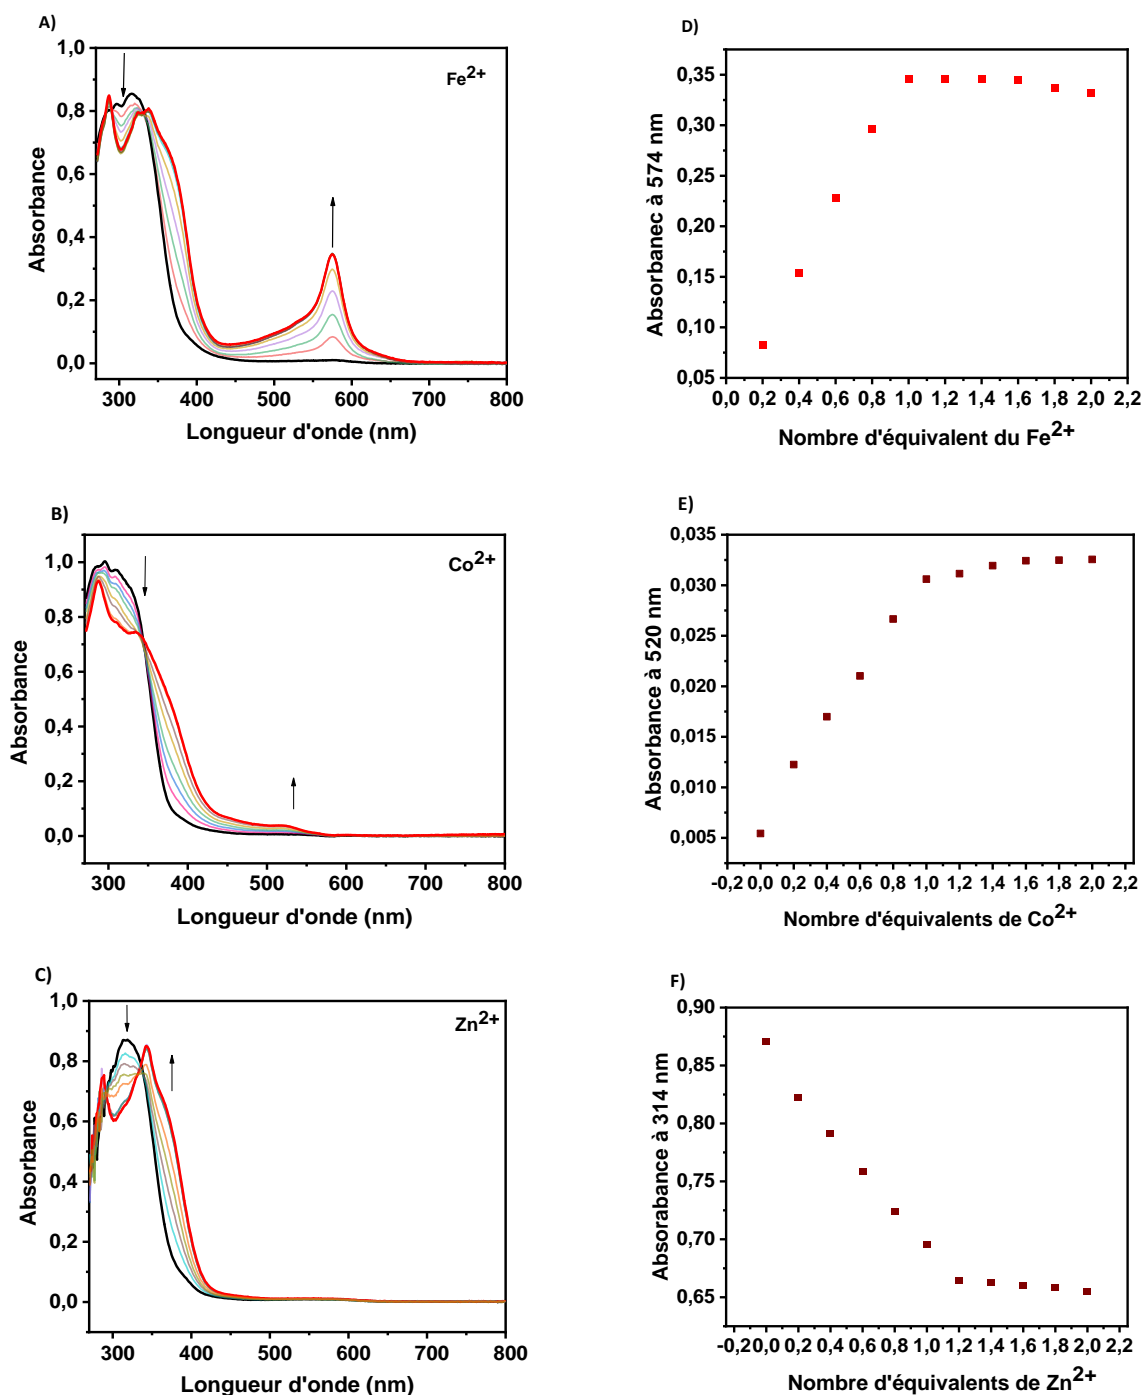 A)
1,0
0,8
0,6
0,4
0,2
0,0
Absorbance
Fe2+
300 400 500 600 700 800
Longueur d'onde (nm)
D)
0,35
0,30
0,25
0,20
0,15
0,10
0,05
Absorbanec à 574 nm
0,0 0,2 0,4 0,6 0,8 1,0 1,2 1,4 1,6 1,8 2,0 2,2
Nombre d'équivalent du Fe2+
B)
1,0
0,9
0,8
0,7
0,6
0,5
0,4
0,3
0,2
0,1
0,0
Absorbance
Co2+
300 400 500 600 700 800
Longueur d'onde (nm)
E)
0,035
0,030
0,025
0,020
0,015
0,010
0,005
Absorbance à 520 nm
-0,2 0,0 0,2 0,4 0,6 0,8 1,0 1,2 1,4 1,6 1,8 2,0 2,2
Nombre d'équivalents de Co2+
C)
1,0
0,8
0,6
0,4
0,2
0,0
Absorbance
Zn2+
300 400 500 600 700 800
Longueur d'onde (nm)
F)
0,90
0,85
0,80
0,75
0,70
0,65
Absorabance à 314 nm
-0,2 0,0 0,2 0,4 0,6 0,8 1,0 1,2 1,4 1,6 1,8 2,0 2,2
Nombre d'équivalents de Zn2+